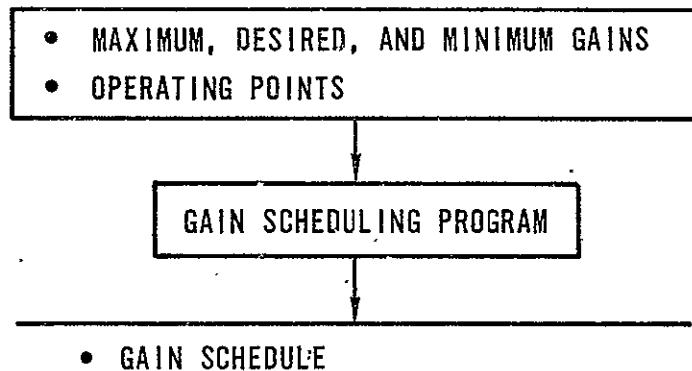 • MAXIMUM, DESIRED, AND MINIMUM GAINS
• OPERATING POINTS
GAIN SCHEDULING PROGRAM
• GAIN SCHEDULE